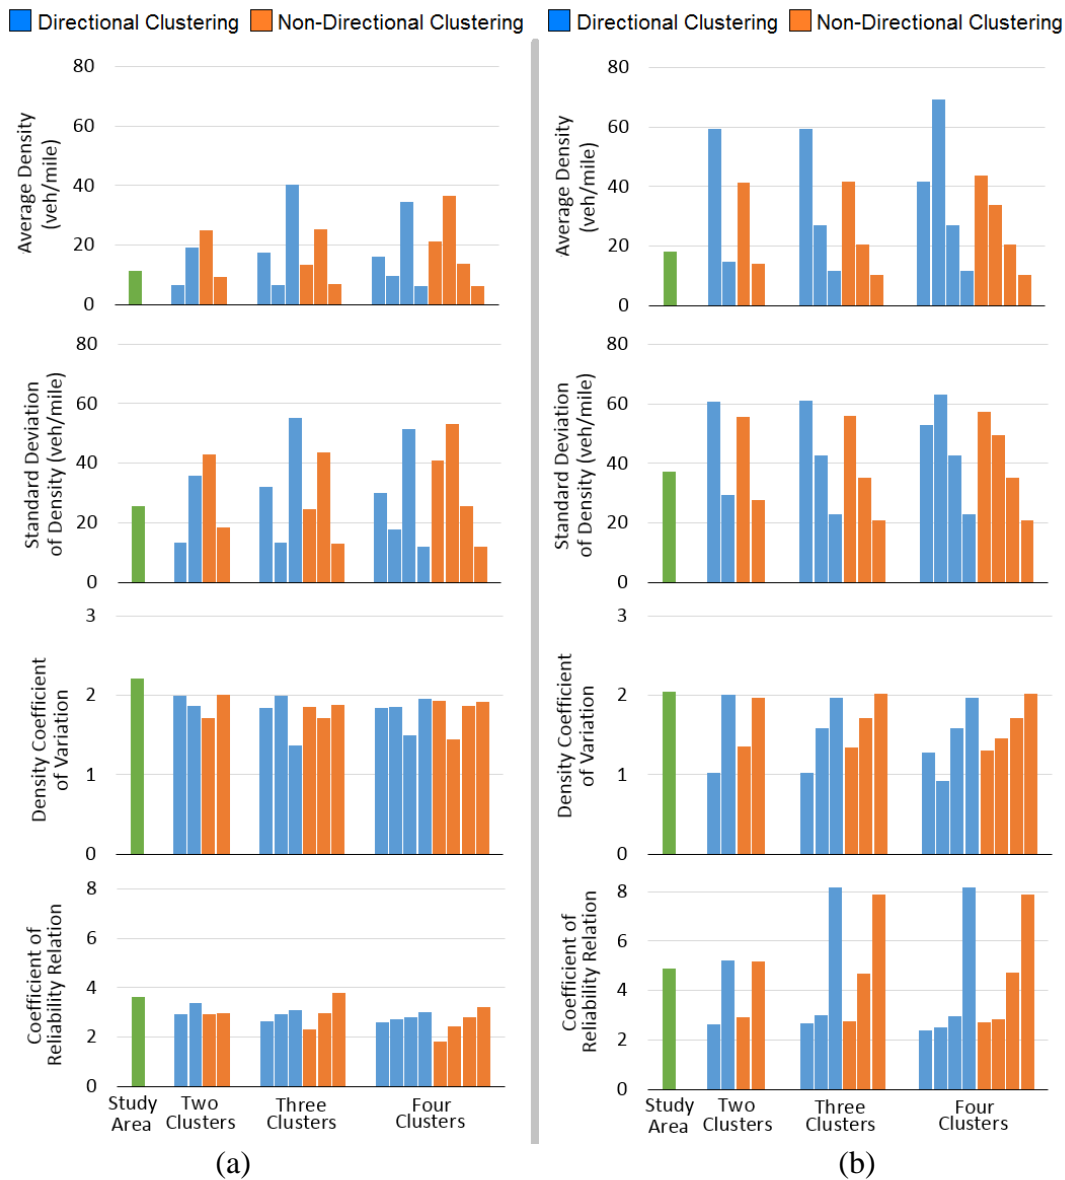 Directional Clustering Non-Directional Clustering
80
60
40
20
0
Average Density
(veh/mile)
80
60
40
20
0
Standard Deviation
of Density (veh/mile)
3
2
1
0
Density Coefficient
of Variation
8
6
4
2
0
Coefficient of
Reliability Relation
Study
Area
Two
Clusters
Three
Clusters
Four
Clusters
(a)
Directional Clustering Non-Directional Clustering
80
60
40
20
0
Average Density
(veh/mile)
80
60
40
20
0
Standard Deviation
of Density (veh/mile)
3
2
1
0
Density Coefficient
of Variation
8
6
4
2
0
Coefficient of
Reliability Relation
Study
Area
Two
Clusters
Three
Clusters
Four
Clusters
(b)